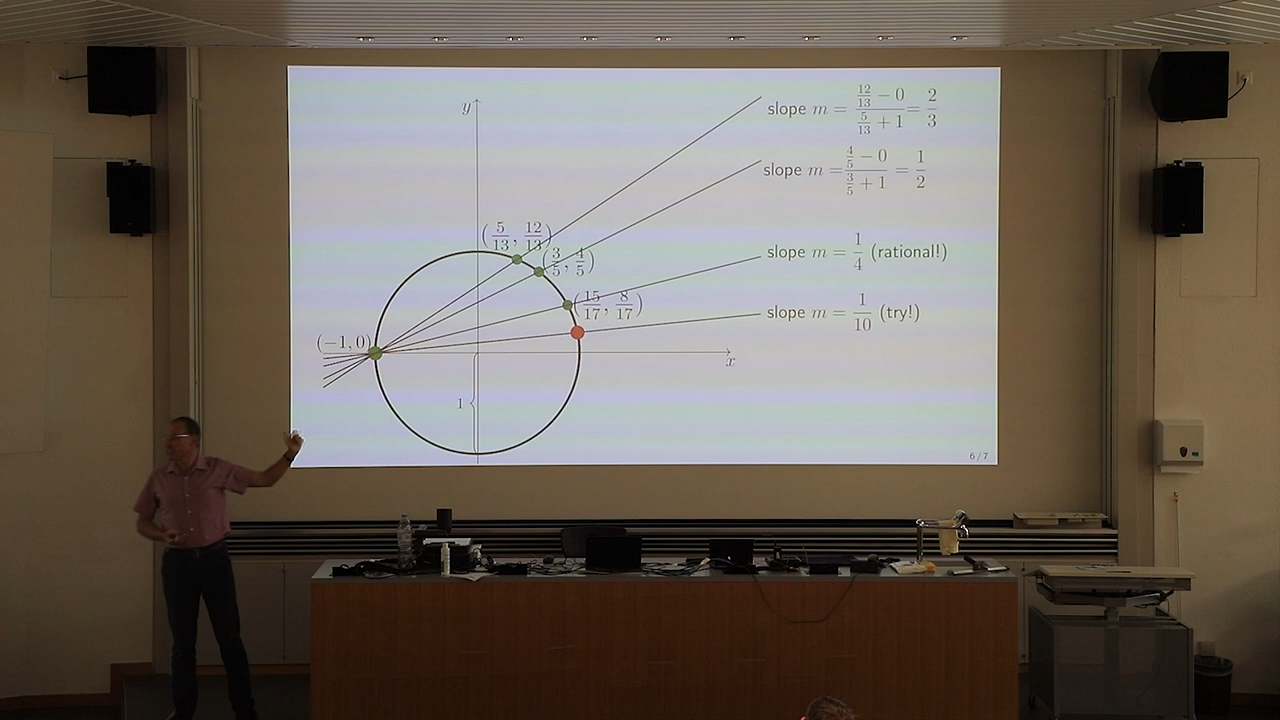 y
slope m = (12/13 − 0)/(5/13 + 1) = 2/3
slope m = (4/5 − 0)/(3/5 + 1) = 1/2
(5/13, 12/13)
(3/5, 4/5)
slope m = 1/4 (rational!)
(15/17, 8/17)
slope m = 1/10 (try!)
(−1, 0)
x
1
6 / 7